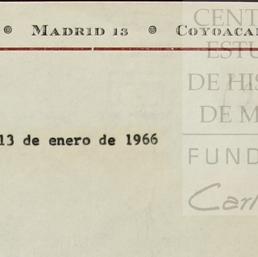 MADRID 13 COYOACA
13 de enero de 1966
CENT
ESTU
DE HIS
DE M
FUND
Carl